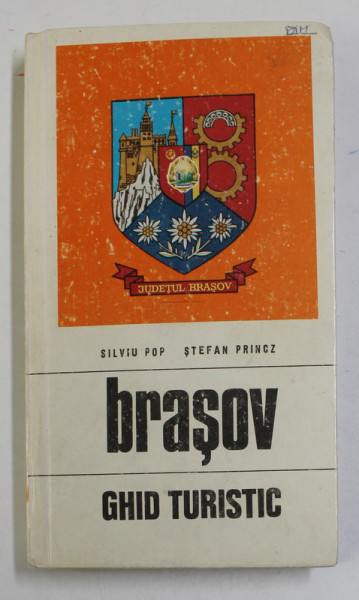 JUDEȚUL BRAȘOV
SILVIU POP ȘTEFAN PRINCZ
brașov
GHID TURISTIC